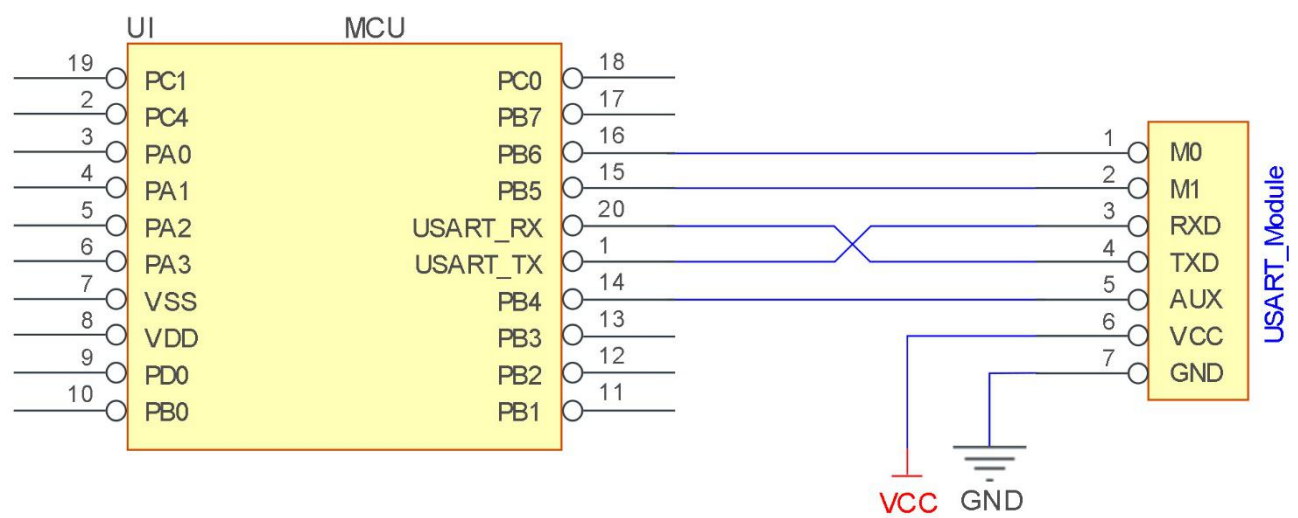 UI MCU
19 PC1 PC0 18
2 PC4 PB7 17
3 PA0 PB6 16 1 M0
4 PA1 PB5 15 2 M1
5 PA2 USART_RX 20 3 RXD
6 PA3 USART_TX 1 4 TXD
7 VSS PB4 14 5 AUX
8 VDD PB3 13 6 VCC
9 PD0 PB2 12 7 GND
10 PB0 PB1 11
USART_Module
VCC GND